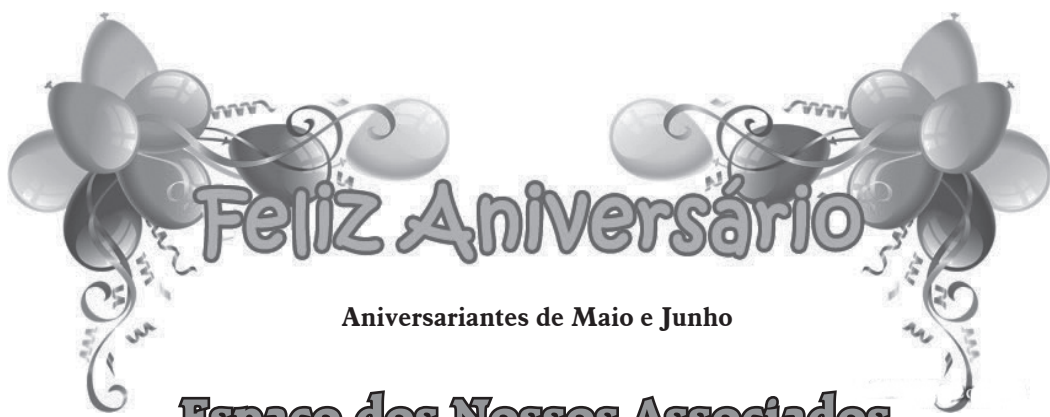 Feliz Aniversário
Aniversariantes de Maio e Junho
Espaço dos Nossos Associados